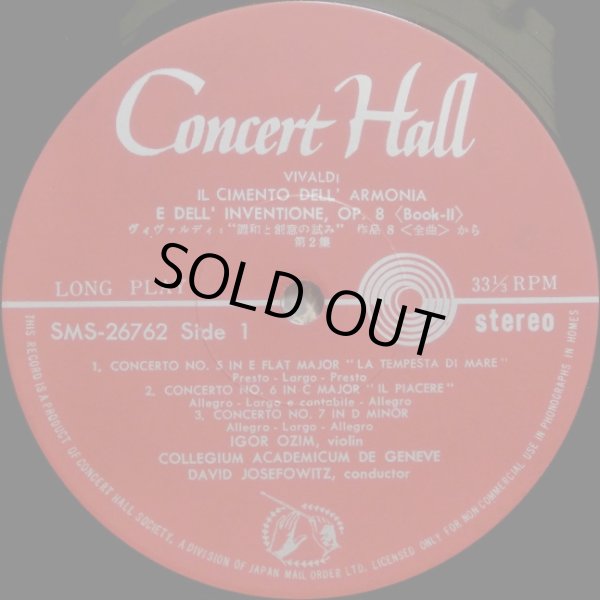 Concert Hall
VIVALDI
IL CIMENTO DELL' ARMONIA
E DELL' INVENTIONE, OP. 8 〈Book-II〉
ヴィヴァルディ："調和と創意の試み" 作品8＜全曲＞から
第2集
LONG PLAY
33⅓ RPM
SOLD OUT
SMS-26762 Side 1
stereo
1. CONCERTO NO. 5 IN E FLAT MAJOR "LA TEMPESTA DI MARE"
Presto - Largo - Presto
2. CONCERTO NO. 6 IN C MAJOR "IL PIACERE"
Allegro - Largo e cantabile - Allegro
3. CONCERTO NO. 7 IN D MINOR
Allegro - Largo - Allegro
IGOR OZIM, violin
COLLEGIUM ACADEMICUM DE GENEVE
DAVID JOSEFOWITZ, conductor
THIS RECORD IS A PRODUCT OF CONCERT HALL SOCIETY, A DIVISION OF JAPAN MAIL ORDER LTD. LICENSED ONLY FOR NON COMMERCIAL USE IN PHONOGRAPHS IN HOMES